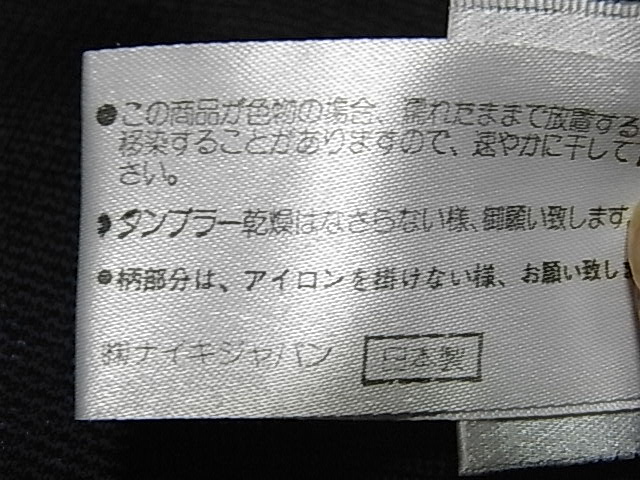 ●この商品が色物の場合、濡れたままで放置する
移染することがありますので、速やかに干して
さい。
●タンブラー乾燥はなさらない様、御願い致します
●柄部分は、アイロンを掛けない様、お願い致しま
㈱ナイキジャパン
日本製